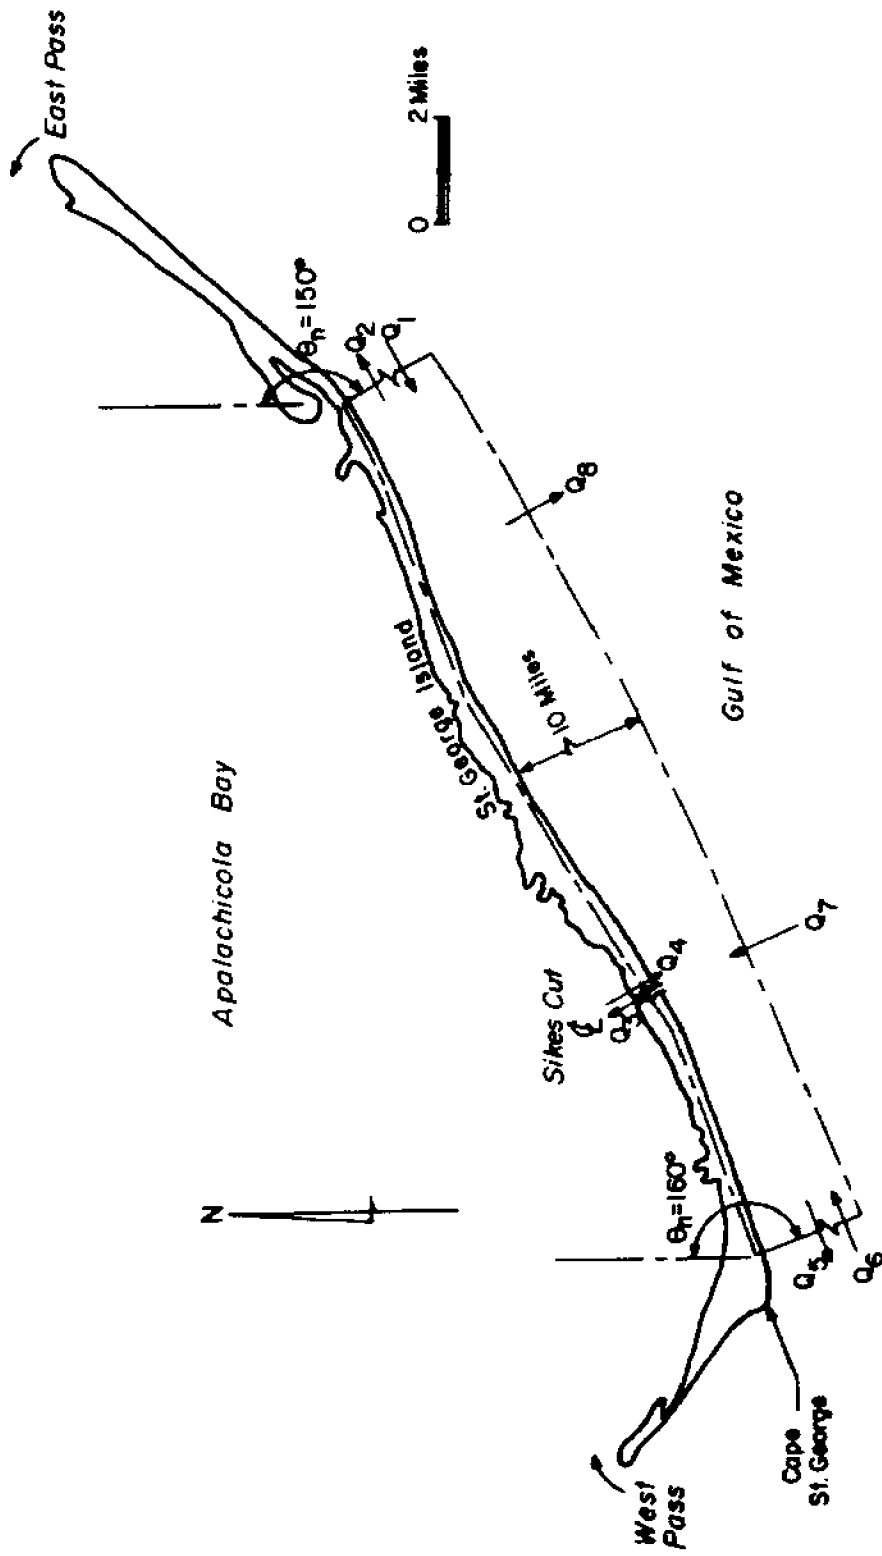 East Pass
0 2 Miles
θn=150°
Q2
Q1
Q8
St. George Island
10 Miles
Gulf of Mexico
Apalachicola Bay
Sikes Cut
℄
Q3
Q4
Q7
N
θn=160°
Q5
Q6
West
Pass
Cape
St. George